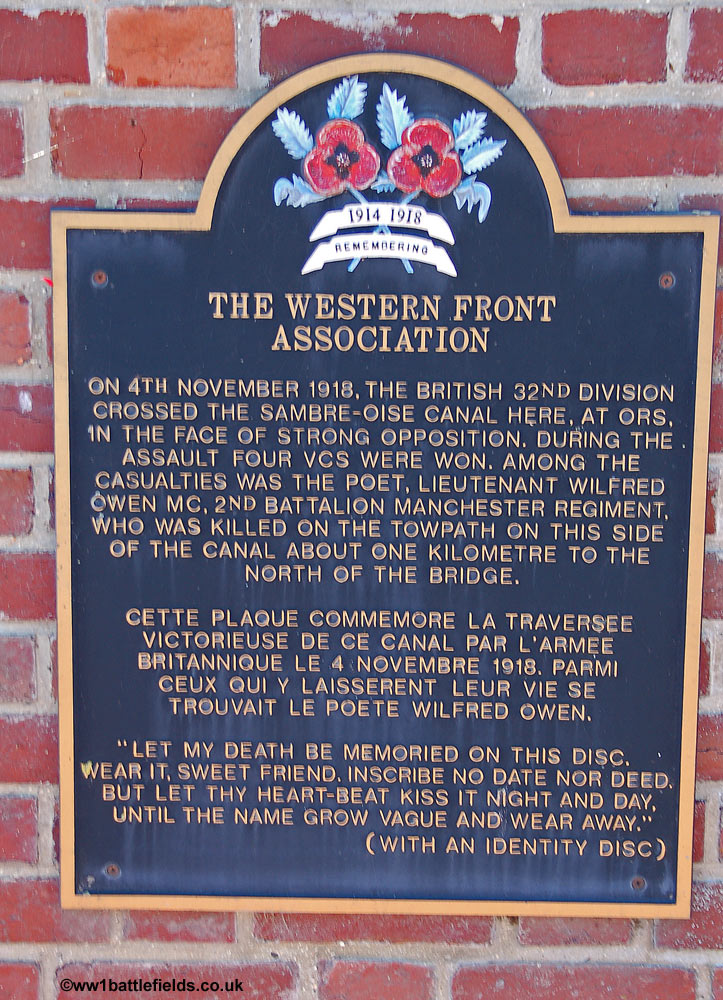 1914 1918
REMEMBERING
THE WESTERN FRONT
ASSOCIATION
ON 4TH NOVEMBER 1918, THE BRITISH 32ND DIVISION
CROSSED THE SAMBRE-OISE CANAL HERE, AT ORS,
IN THE FACE OF STRONG OPPOSITION. DURING THE
ASSAULT FOUR VCS WERE WON. AMONG THE
CASUALTIES WAS THE POET, LIEUTENANT WILFRED
OWEN MC, 2ND BATTALION MANCHESTER REGIMENT,
WHO WAS KILLED ON THE TOWPATH ON THIS SIDE
OF THE CANAL ABOUT ONE KILOMETRE TO THE
NORTH OF THE BRIDGE.
CETTE PLAQUE COMMEMORE LA TRAVERSEE
VICTORIEUSE DE CE CANAL PAR L'ARMEE
BRITANNIQUE LE 4 NOVEMBRE 1918. PARMI
CEUX QUI Y LAISSERENT LEUR VIE SE
TROUVAIT LE POETE WILFRED OWEN.
"LET MY DEATH BE MEMORIED ON THIS DISC.
WEAR IT, SWEET FRIEND. INSCRIBE NO DATE NOR DEED.
BUT LET THY HEART-BEAT KISS IT NIGHT AND DAY,
UNTIL THE NAME GROW VAGUE AND WEAR AWAY."
(WITH AN IDENTITY DISC)
©ww1battlefields.co.uk